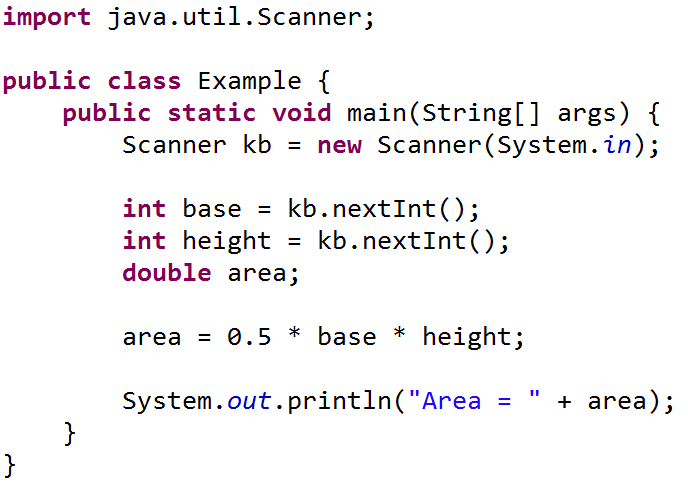 import java.util.Scanner;
public class Example {
public static void main(String[] args) {
Scanner kb = new Scanner(System.in);
int base = kb.nextInt();
int height = kb.nextInt();
double area;
area = 0.5 * base * height;
System.out.println("Area = " + area);
}
}